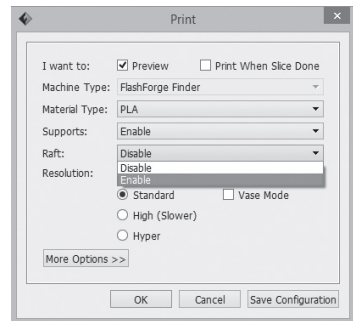 Print
I want to: Preview Print When Slice Done
Machine Type: FlashForge Finder
Material Type: PLA
Supports: Enable
Raft: Disable
Disable
Enable
Resolution:
Standard Vase Mode
High (Slower)
Hyper
More Options >>
OK Cancel Save Configuration